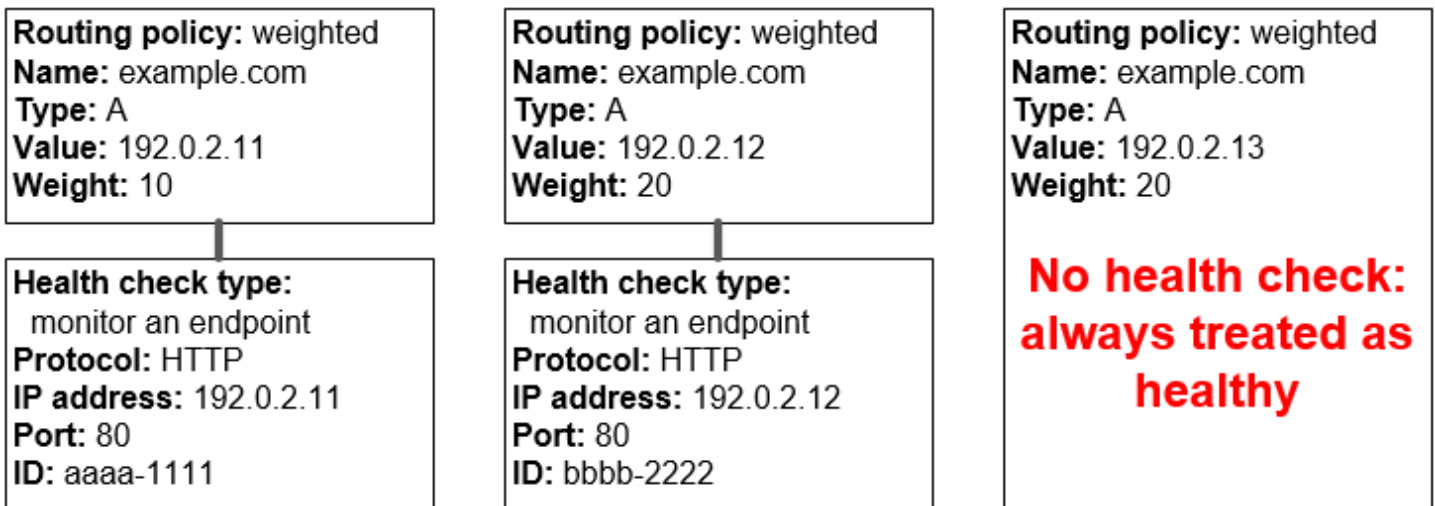 Routing policy: weighted
Name: example.com
Type: A
Value: 192.0.2.11
Weight: 10
Health check type:
monitor an endpoint
Protocol: HTTP
IP address: 192.0.2.11
Port: 80
ID: aaaa-1111
Routing policy: weighted
Name: example.com
Type: A
Value: 192.0.2.12
Weight: 20
Health check type:
monitor an endpoint
Protocol: HTTP
IP address: 192.0.2.12
Port: 80
ID: bbbb-2222
Routing policy: weighted
Name: example.com
Type: A
Value: 192.0.2.13
Weight: 20
No health check:
always treated as
healthy